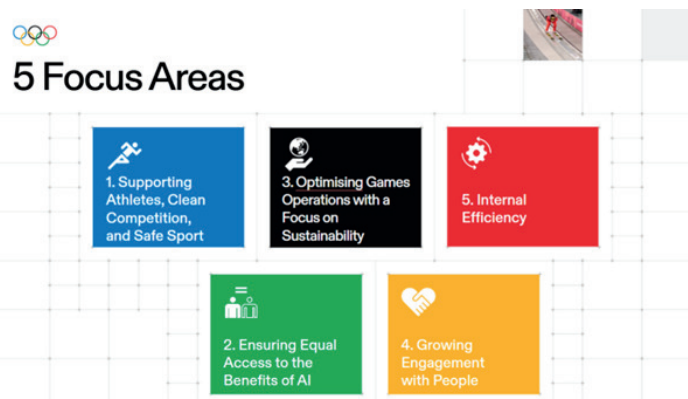 5 Focus Areas
1. Supporting
Athletes, Clean
Competition,
and Safe Sport
3. Optimising Games
Operations with a
Focus on
Sustainability
5. Internal
Efficiency
2. Ensuring Equal
Access to the
Benefits of AI
4. Growing
Engagement
with People